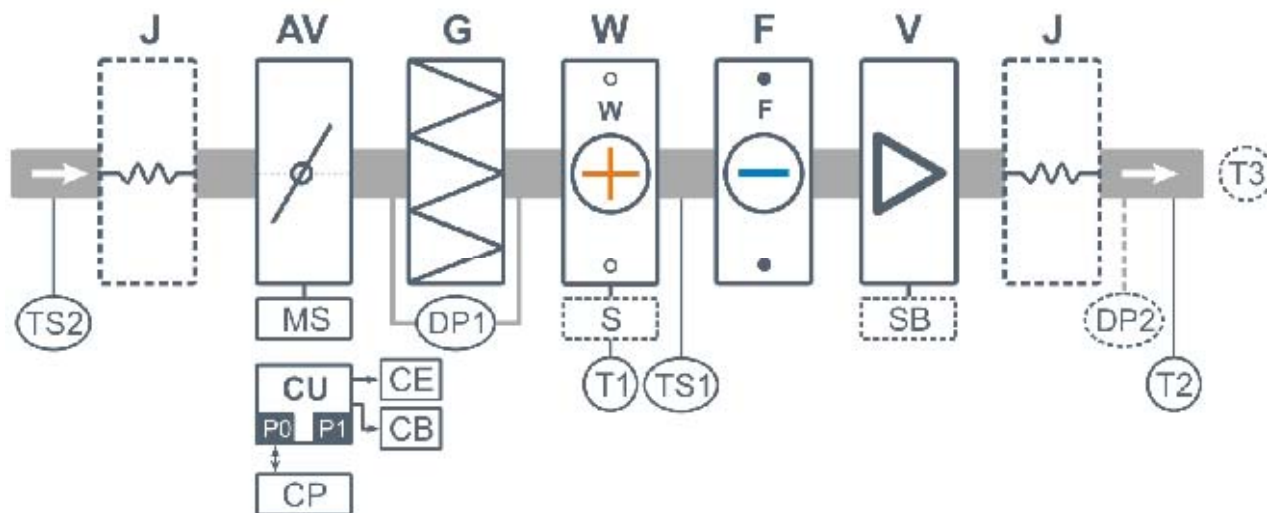 J AV G W F V J
W F
T3
TS2 MS DP1 S SB DP2
T1 TS1 T2
CU CE
P0 P1 CB
CP